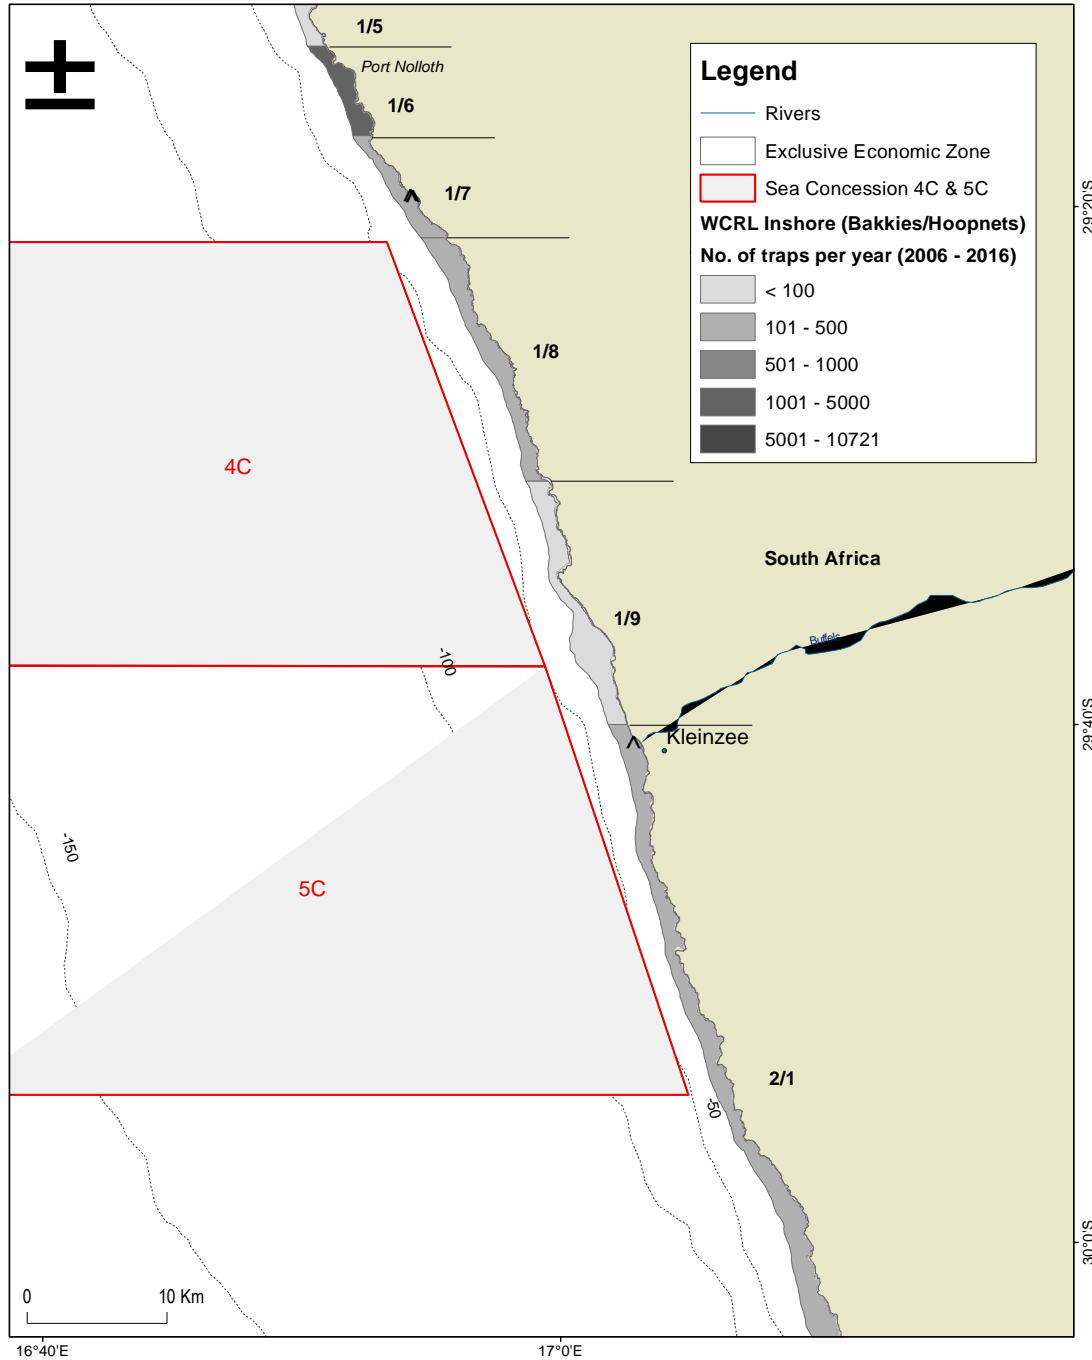 1/5
Port Nolloth
1/6
1/7
1/8
1/9
2/1
Legend
Rivers
Exclusive Economic Zone
Sea Concession 4C & 5C
WCRL Inshore (Bakkies/Hoopnets)
No. of traps per year (2006 - 2016)
< 100
101 - 500
501 - 1000
1001 - 5000
5001 - 10721
29°20'S
4C
South Africa
Buffels
-100
Kleinzee
29°40'S
-150
5C
-50
30°0'S
0 10 Km
16°40'E 17°0'E